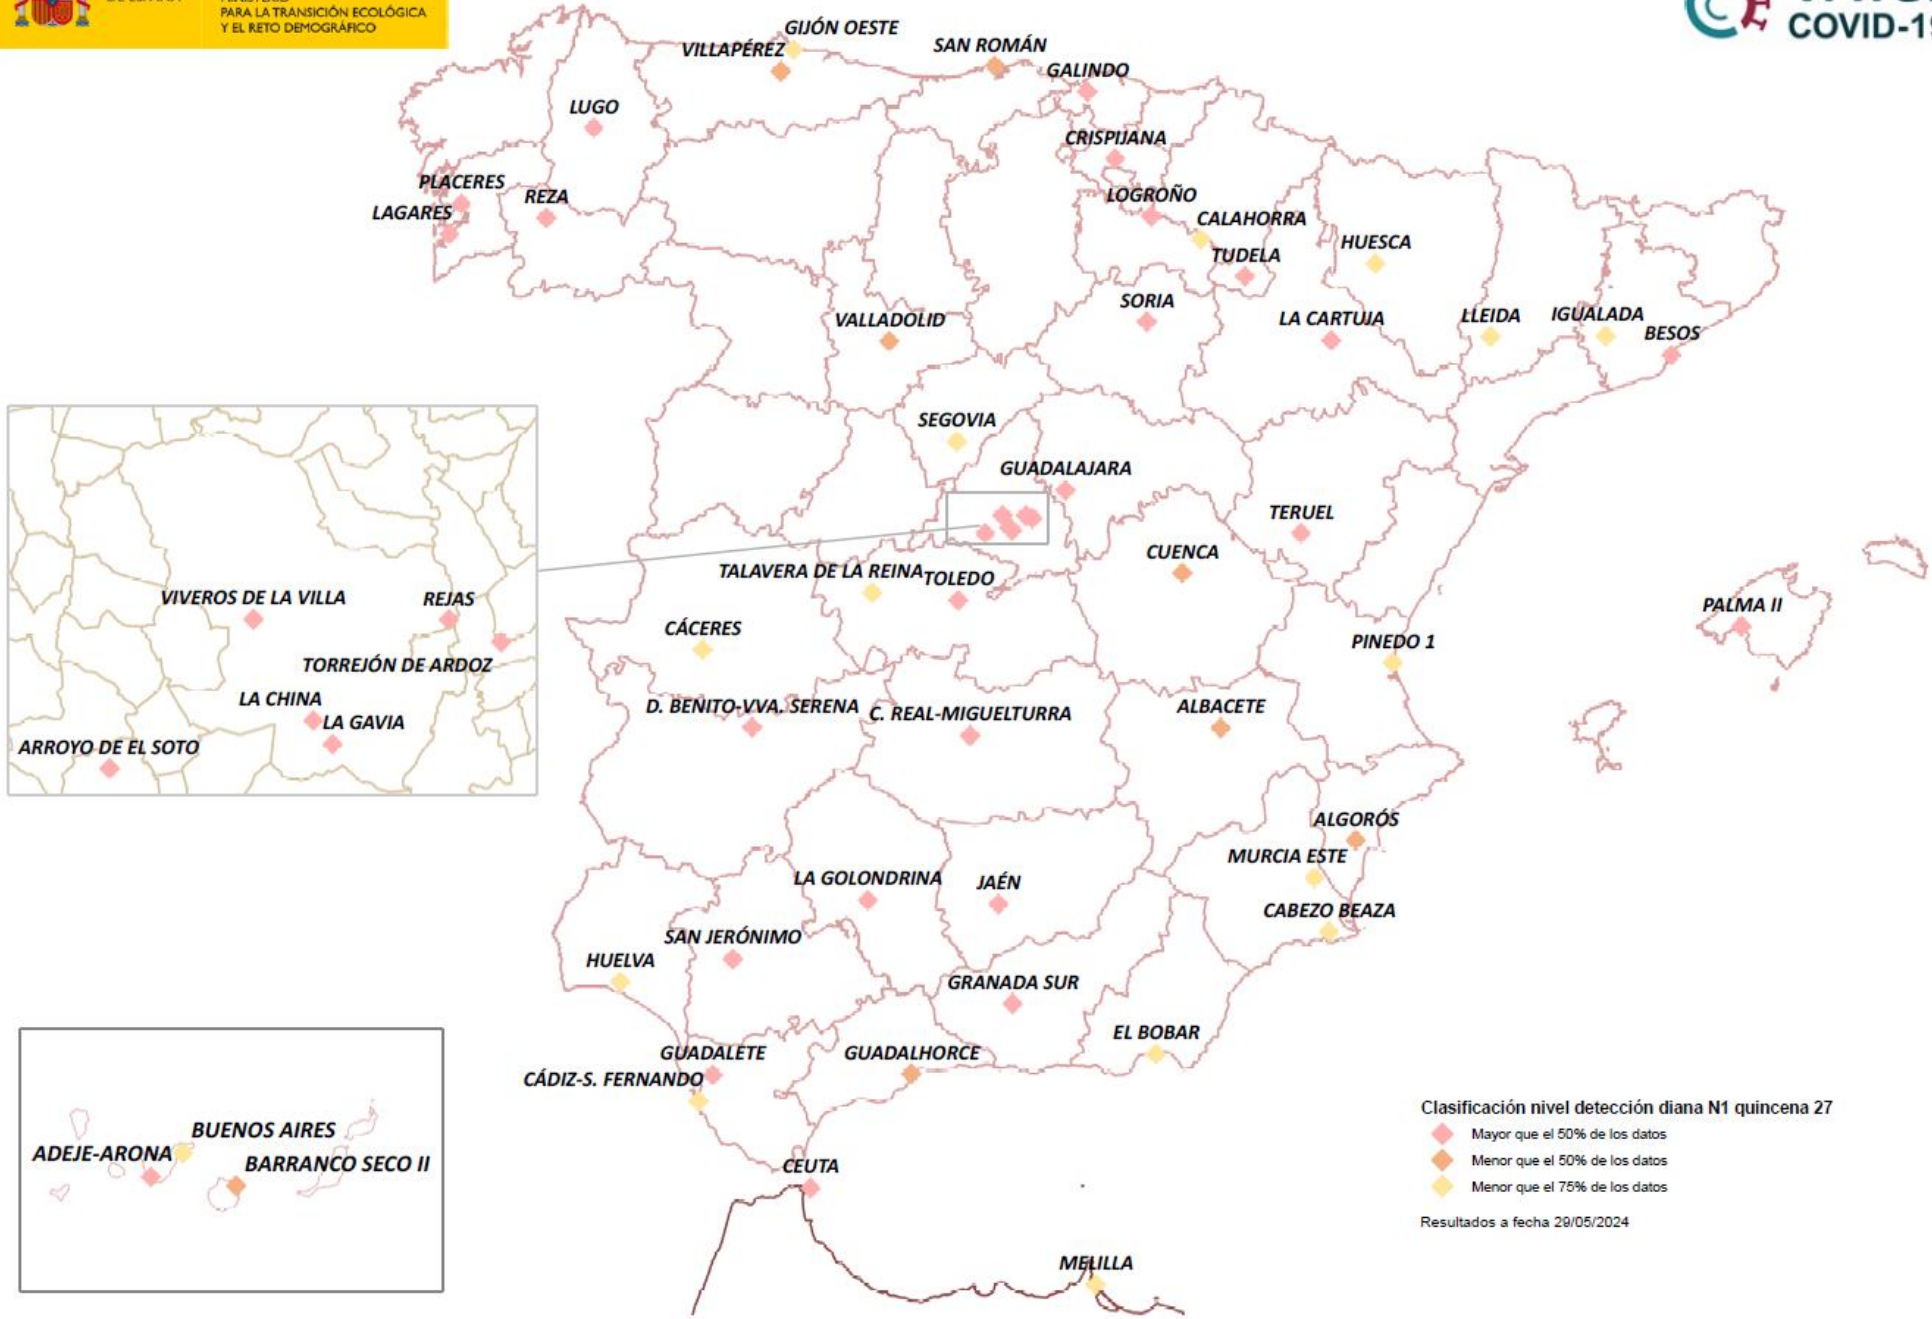 PARA LA TRANSICIÓN ECOLÓGICA
Y EL RETO DEMOGRÁFICO
COVID-19
GIJÓN OESTE
VILLAPÉREZ
SAN ROMÁN
GALINDO
LUGO
CRISPIJANA
PLACERES
REZA
LOGROÑO
LAGARES
CALAHORRA
HUESCA
TUDELA
SORIA
VALLADOLID
LA CARTUJA
LLEIDA
IGUALADA
BESOS
SEGOVIA
GUADALAJARA
TERUEL
CUENCA
TALAVERA DE LA REINA
TOLEDO
CÁCERES
PALMA II
PINEDO 1
D. BENITO-VVA. SERENA
C. REAL-MIGUELTURRA
ALBACETE
VIVEROS DE LA VILLA
REJAS
TORREJÓN DE ARDOZ
LA CHINA
LA GAVIA
ARROYO DE EL SOTO
ALGORÓS
MURCIA ESTE
LA GOLONDRINA
JAÉN
CABEZO BEAZA
SAN JERÓNIMO
HUELVA
GRANADA SUR
EL BOBAR
GUADALETE
GUADALHORCE
CÁDIZ-S. FERNANDO
BUENOS AIRES
ADEJE-ARONA
BARRANCO SECO II
CEUTA
MELILLA
Clasificación nivel detección diana N1 quincena 27
Mayor que el 50% de los datos
Menor que el 50% de los datos
Menor que el 75% de los datos
Resultados a fecha 29/05/2024